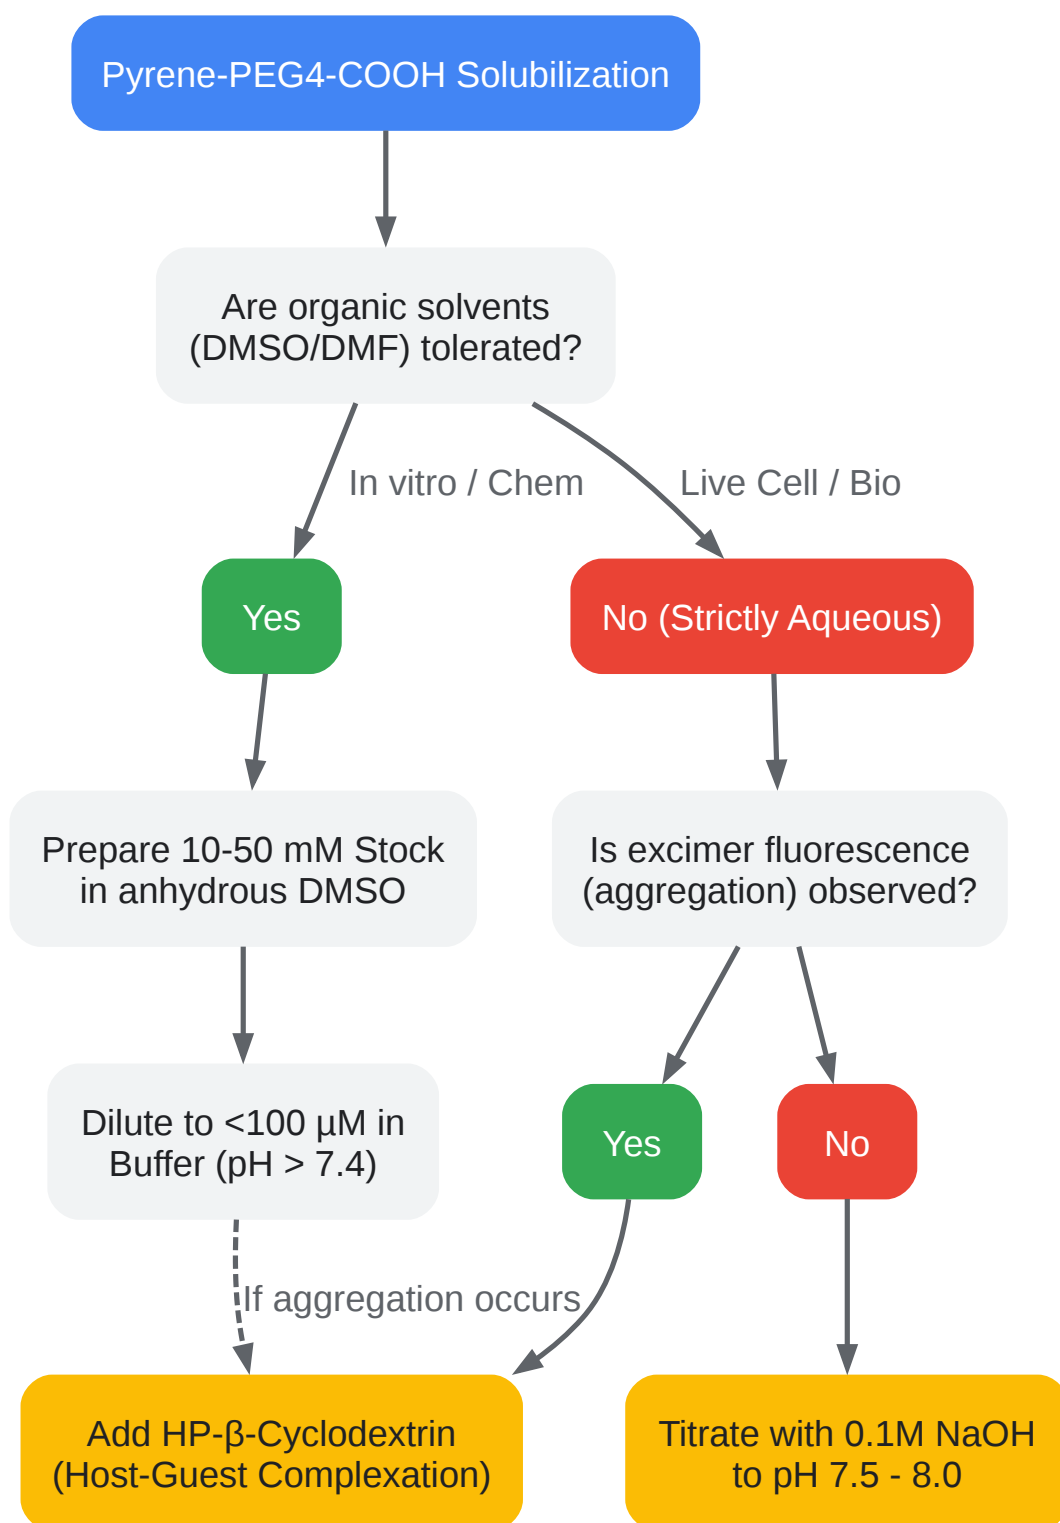 Pyrene-PEG4-COOH Solubilization
Are organic solvents
(DMSO/DMF) tolerated?
In vitro / Chem
Live Cell / Bio
Yes
No (Strictly Aqueous)
Prepare 10-50 mM Stock
in anhydrous DMSO
Is excimer fluorescence
(aggregation) observed?
Dilute to <100 µM in
Buffer (pH > 7.4)
Yes
No
If aggregation occurs
Add HP-β-Cyclodextrin
(Host-Guest Complexation)
Titrate with 0.1M NaOH
to pH 7.5 - 8.0